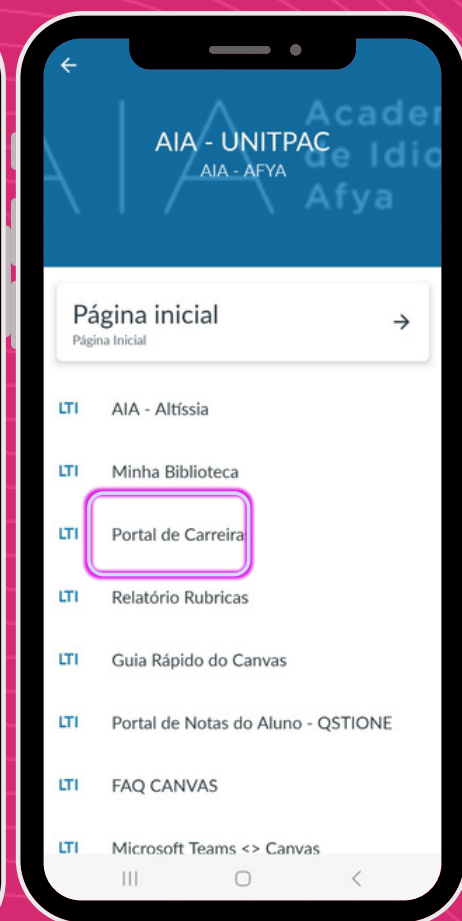 AIA Acade
AIA - UNITPAC
de Idio
AIA - AFYA
Afya
Página inicial
Página Inicial
LTI AIA - Altíssia
LTI Minha Biblioteca
LTI Portal de Carreira
LTI Relatório Rubricas
LTI Guia Rápido do Canvas
LTI Portal de Notas do Aluno - QSTIONE
LTI FAQ CANVAS
LTI Microsoft Teams <> Canvas